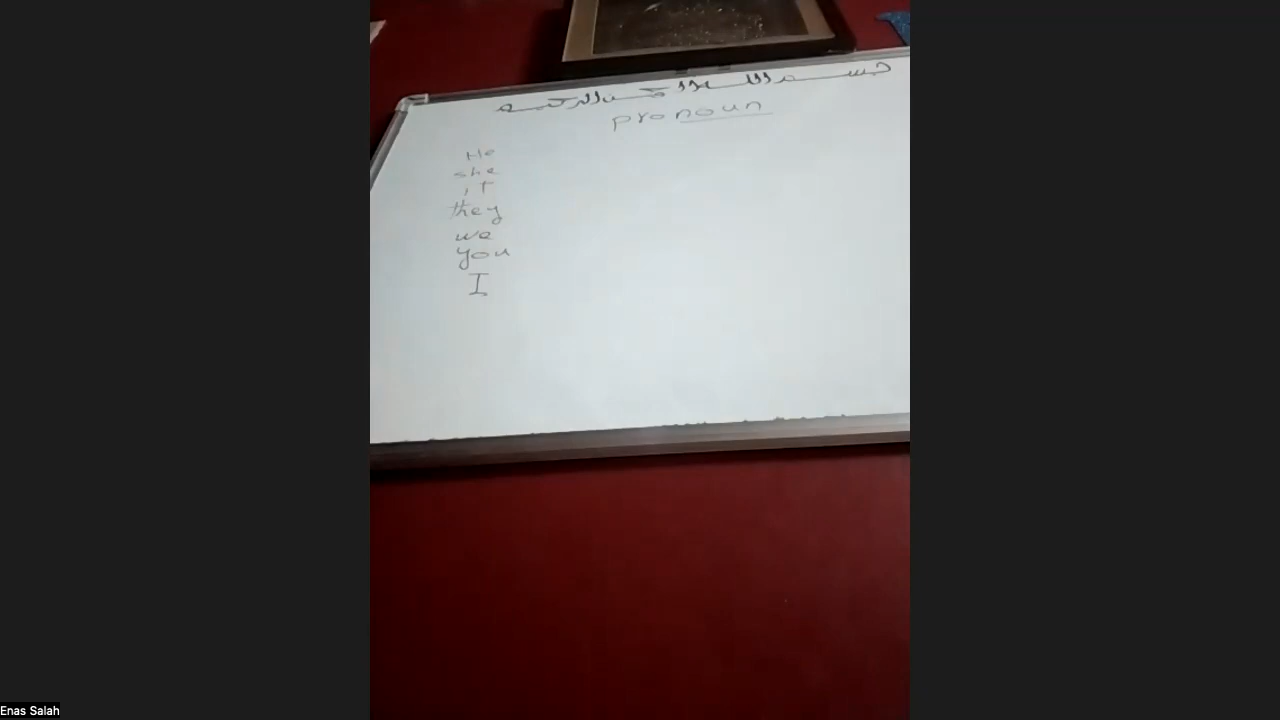 بسم الله الرحمن الرحيم
pronoun
He
she
it
they
we
you
I
Enas Salah